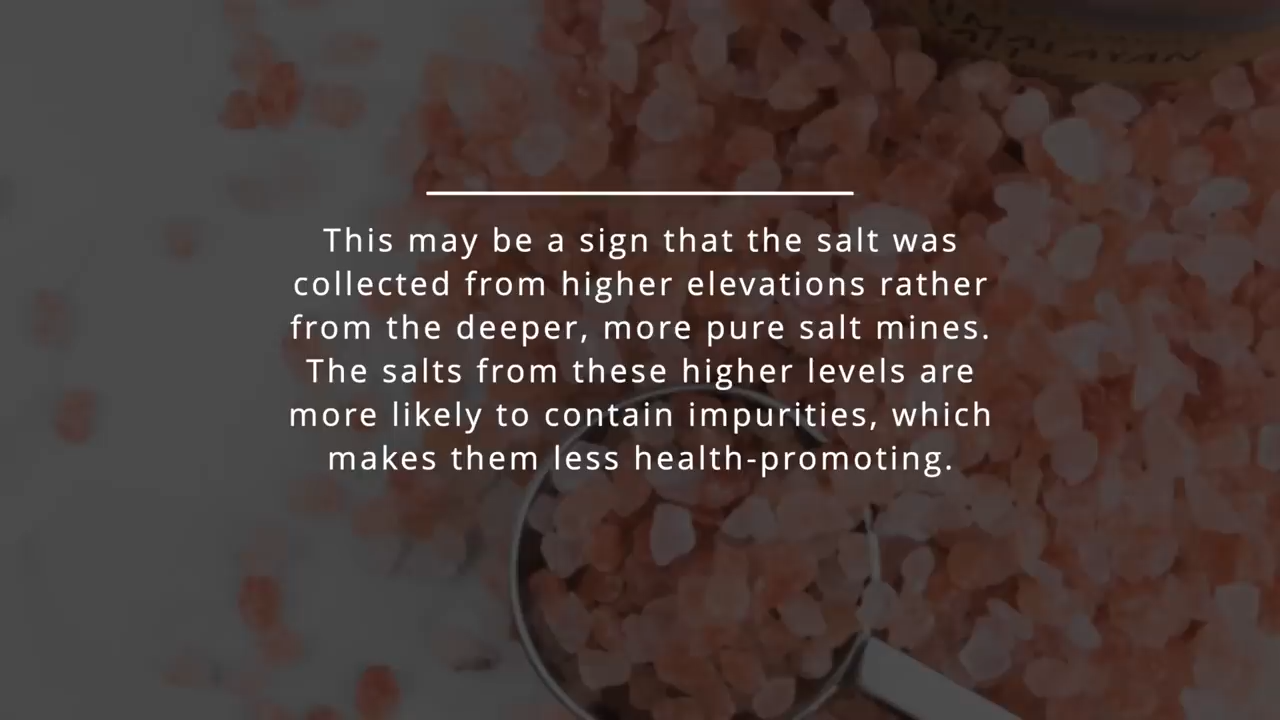 ALAYAN
This may be a sign that the salt was
collected from higher elevations rather
from the deeper, more pure salt mines.
The salts from these higher levels are
more likely to contain impurities, which
makes them less health-promoting.